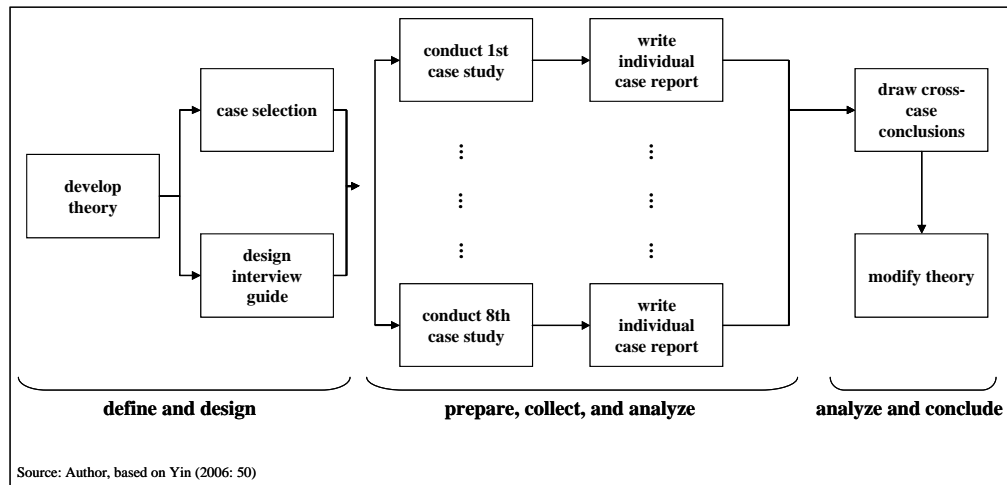 develop
theory
case selection
design
interview
guide
conduct 1st
case study
write
individual
case report
conduct 8th
case study
write
individual
case report
draw cross-
case
conclusions
modify theory
define and design
prepare, collect, and analyze
analyze and conclude
Source: Author, based on Yin (2006: 50)